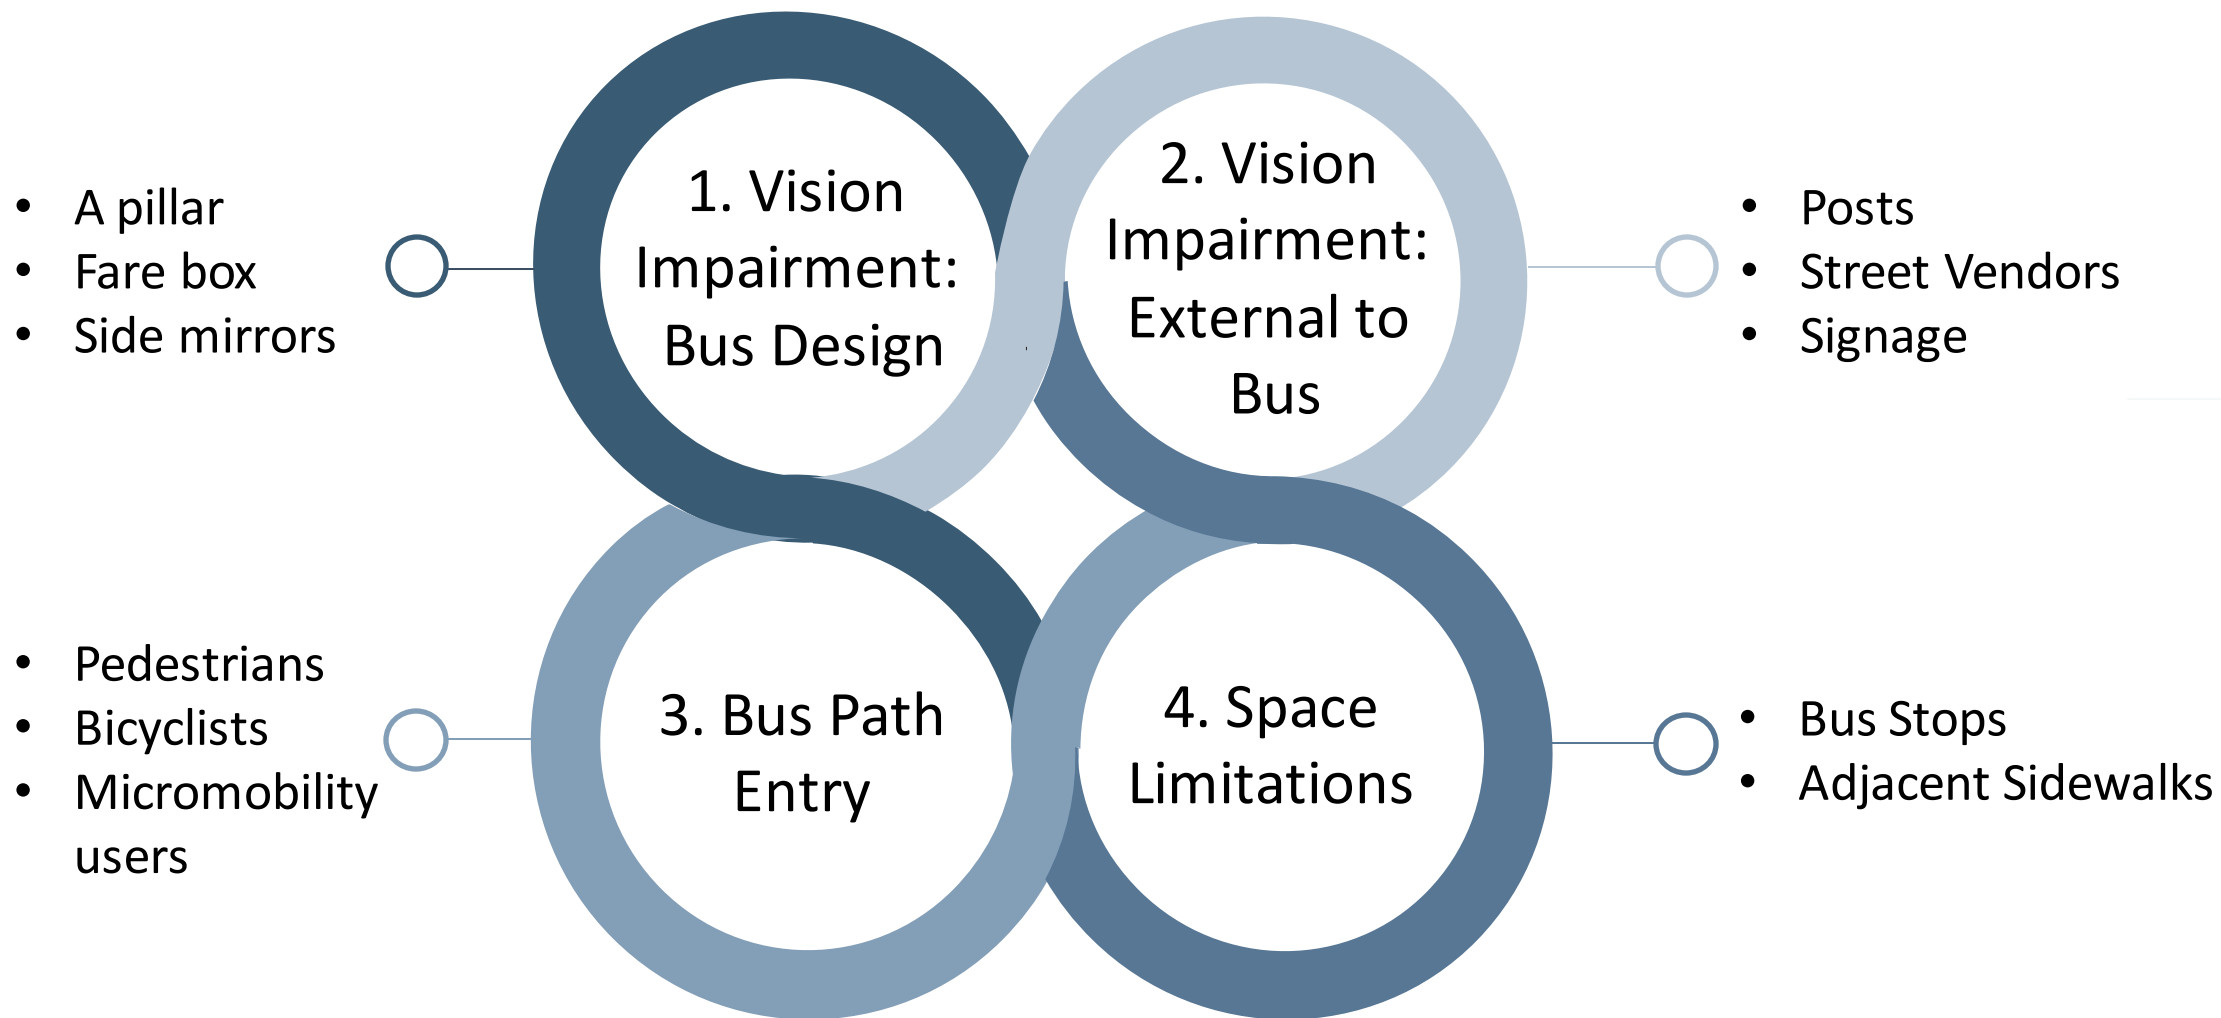 • A pillar
• Fare box
• Side mirrors
1. Vision
Impairment:
Bus Design
2. Vision
Impairment:
External to
Bus
• Posts
• Street Vendors
• Signage
• Pedestrians
• Bicyclists
• Micromobility
users
3. Bus Path
Entry
4. Space
Limitations
• Bus Stops
• Adjacent Sidewalks